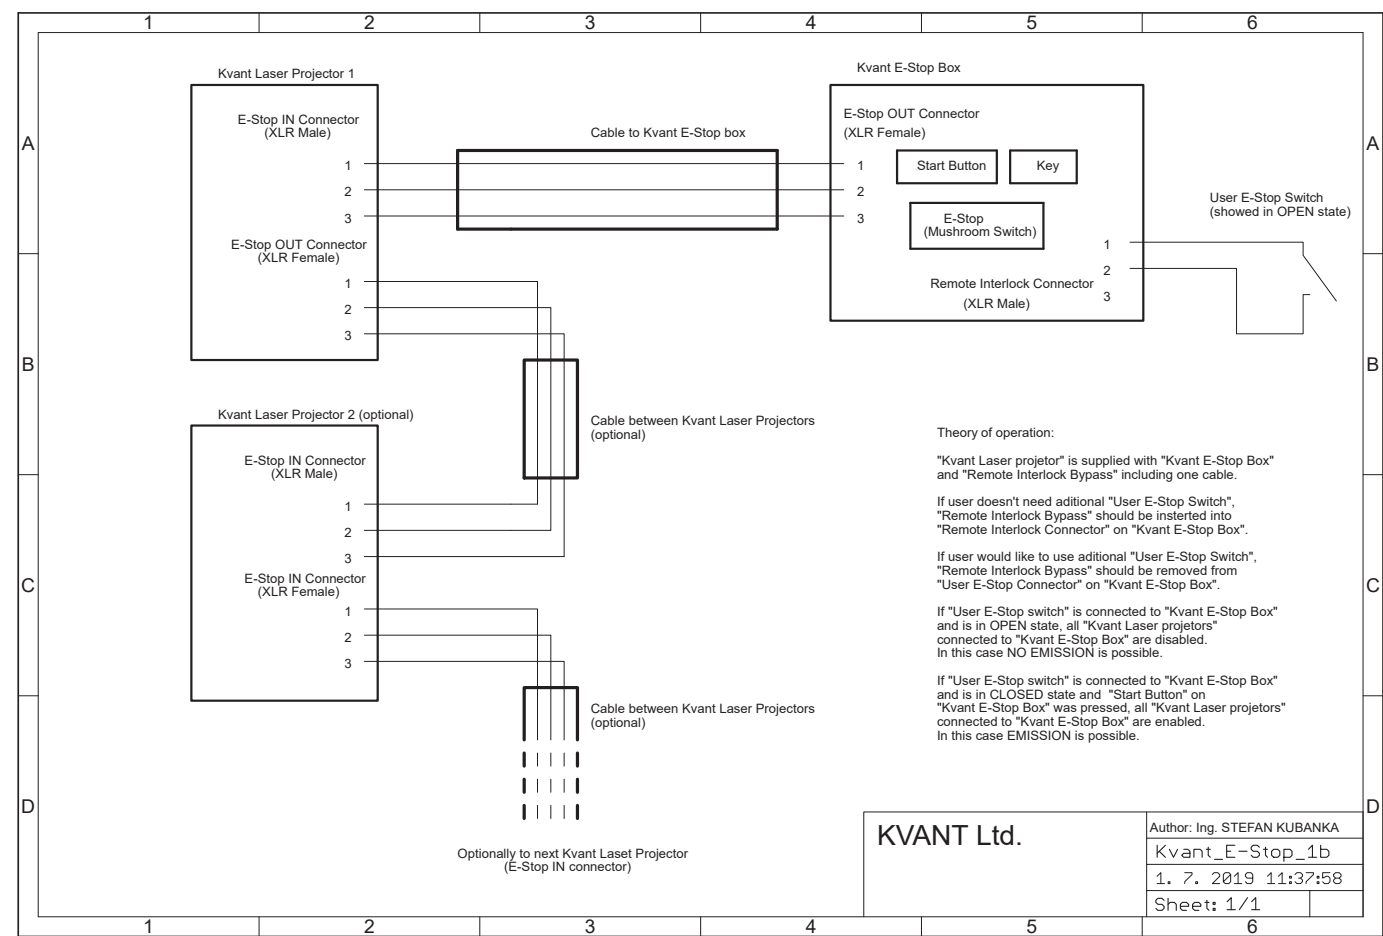 1 2 3 4 5 6
A A
B B
C C
D D
Kvant Laser Projector 1
E-Stop IN Connector
(XLR Male)
1
2
3
E-Stop OUT Connector
(XLR Female)
1
2
3
Cable to Kvant E-Stop box
Kvant E-Stop Box
E-Stop OUT Connector
(XLR Female)
1
2
3
Start Button
Key
E-Stop
(Mushroom Switch)
1
2
3
Remote Interlock Connector
(XLR Male)
User E-Stop Switch
(showed in OPEN state)
Cable between Kvant Laser Projectors
(optional)
Kvant Laser Projector 2 (optional)
E-Stop IN Connector
(XLR Male)
1
2
3
E-Stop IN Connector
(XLR Female)
1
2
3
Cable between Kvant Laser Projectors
(optional)
Optionally to next Kvant Laset Projector
(E-Stop IN connector)
Theory of operation:
"Kvant Laser projetor" is supplied with "Kvant E-Stop Box"
and "Remote Interlock Bypass" including one cable.
If user doesn't need aditional "User E-Stop Switch",
"Remote Interlock Bypass" should be insterted into
"Remote Interlock Connector" on "Kvant E-Stop Box".
If user would like to use aditional "User E-Stop Switch",
"Remote Interlock Bypass" should be removed from
"User E-Stop Connector" on "Kvant E-Stop Box".
If "User E-Stop switch" is connected to "Kvant E-Stop Box"
and is in OPEN state, all "Kvant Laser projetors"
connected to "Kvant E-Stop Box" are disabled.
In this case NO EMISSION is possible.
If "User E-Stop switch" is connected to "Kvant E-Stop Box"
and is in CLOSED state and "Start Button" on
"Kvant E-Stop Box" was pressed, all "Kvant Laser projetors"
connected to "Kvant E-Stop Box" are enabled.
In this case EMISSION is possible.
KVANT Ltd.
Author: Ing. STEFAN KUBANKA
Kvant_E-Stop_1b
1. 7. 2019 11:37:58
Sheet: 1/1
1 2 3 4 5 6